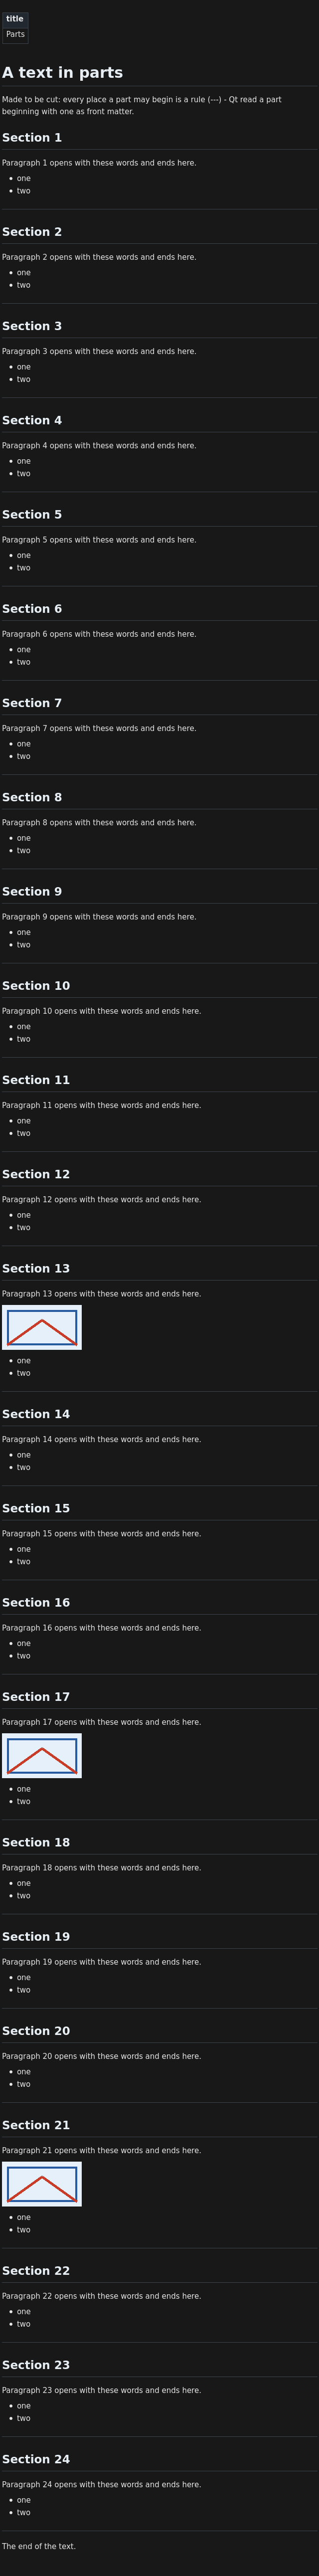 title
Parts
A text in parts
Made to be cut: every place a part may begin is a rule (---) - Qt read a part
beginning with one as front matter.
Section 1
Paragraph 1 opens with these words and ends here.
• one
• two
Section 2
Paragraph 2 opens with these words and ends here.
• one
• two
Section 3
Paragraph 3 opens with these words and ends here.
• one
• two
Section 4
Paragraph 4 opens with these words and ends here.
• one
• two
Section 5
Paragraph 5 opens with these words and ends here.
• one
• two
Section 6
Paragraph 6 opens with these words and ends here.
• one
• two
Section 7
Paragraph 7 opens with these words and ends here.
• one
• two
Section 8
Paragraph 8 opens with these words and ends here.
• one
• two
Section 9
Paragraph 9 opens with these words and ends here.
• one
• two
Section 10
Paragraph 10 opens with these words and ends here.
• one
• two
Section 11
Paragraph 11 opens with these words and ends here.
• one
• two
Section 12
Paragraph 12 opens with these words and ends here.
• one
• two
Section 13
Paragraph 13 opens with these words and ends here.
• one
• two
Section 14
Paragraph 14 opens with these words and ends here.
• one
• two
Section 15
Paragraph 15 opens with these words and ends here.
• one
• two
Section 16
Paragraph 16 opens with these words and ends here.
• one
• two
Section 17
Paragraph 17 opens with these words and ends here.
• one
• two
Section 18
Paragraph 18 opens with these words and ends here.
• one
• two
Section 19
Paragraph 19 opens with these words and ends here.
• one
• two
Section 20
Paragraph 20 opens with these words and ends here.
• one
• two
Section 21
Paragraph 21 opens with these words and ends here.
• one
• two
Section 22
Paragraph 22 opens with these words and ends here.
• one
• two
Section 23
Paragraph 23 opens with these words and ends here.
• one
• two
Section 24
Paragraph 24 opens with these words and ends here.
• one
• two
The end of the text.